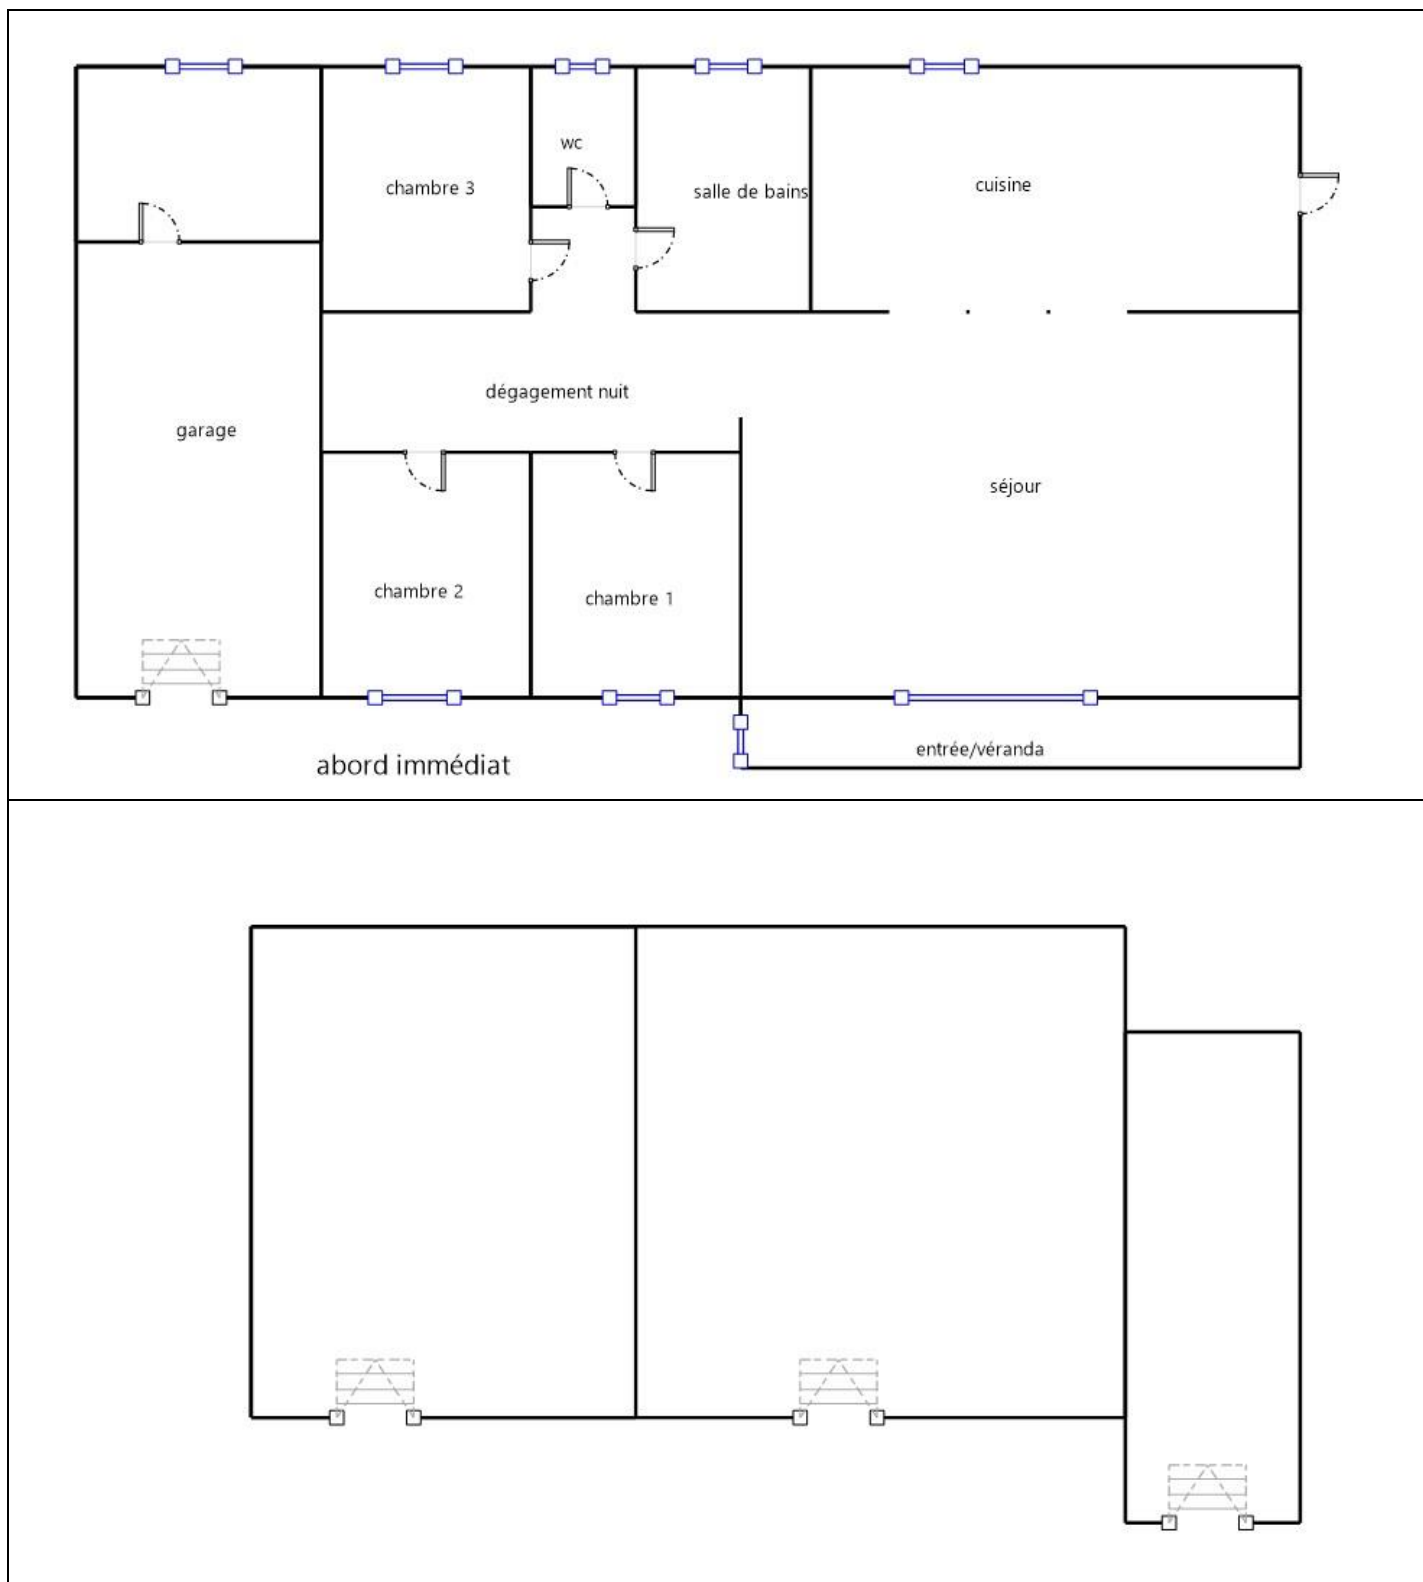 wc
chambre 3
salle de bains
cuisine
dégagement nuit
garage
séjour
chambre 2
chambre 1
entrée/véranda
abord immédiat